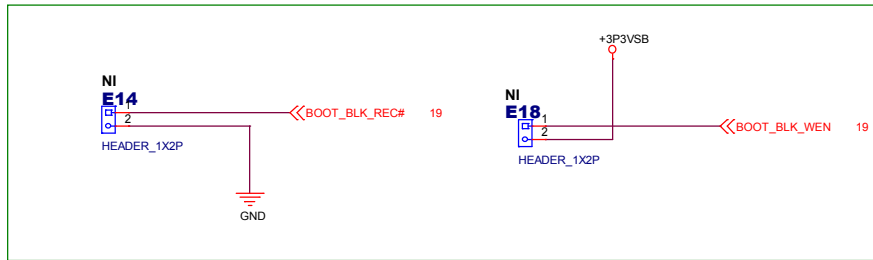 NI
E14
1
2
HEADER_1X2P
BOOT_BLK_REC# 19
GND
+3P3VSB
NI
E18
1
2
HEADER_1X2P
BOOT_BLK_WEN 19